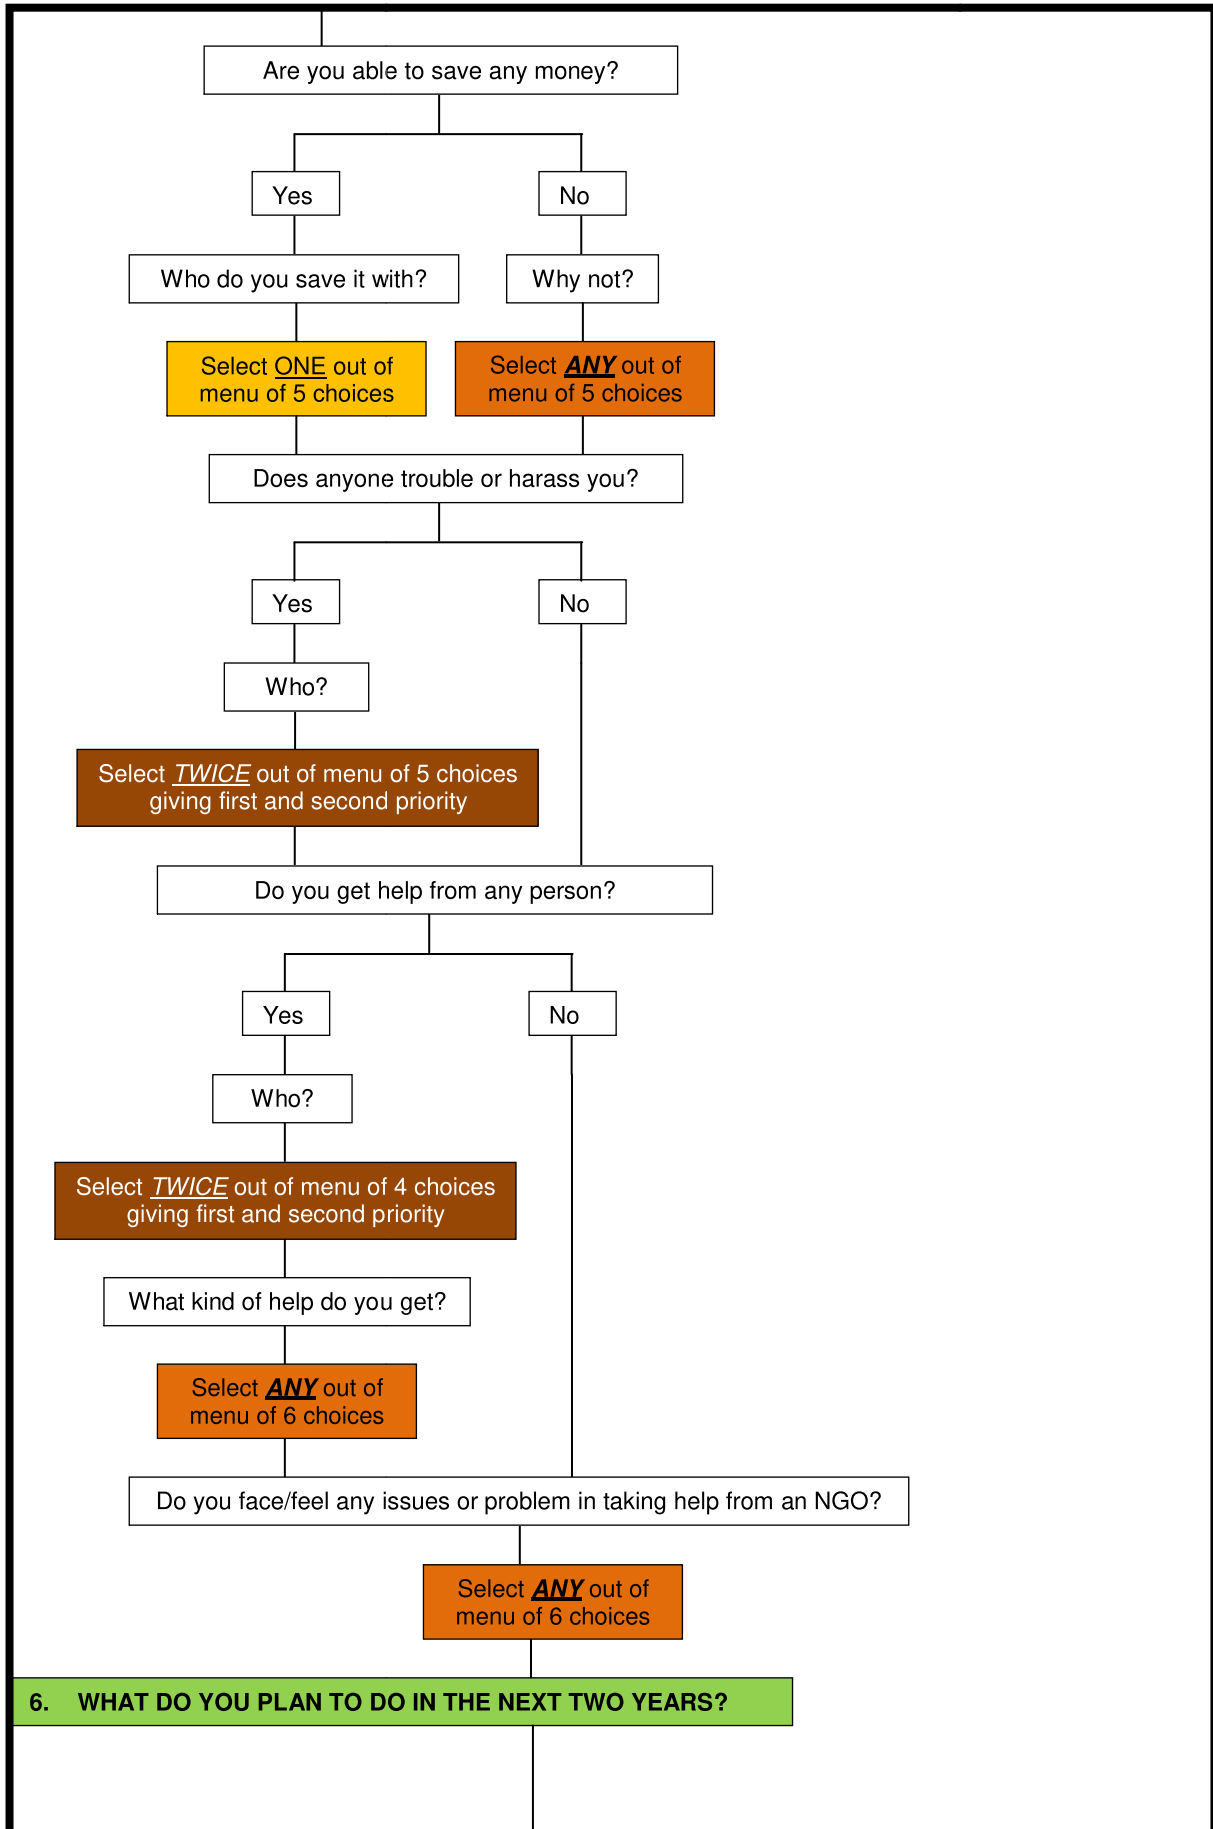 Are you able to save any money?
Yes
No
Who do you save it with?
Why not?
Select ONE out of
menu of 5 choices
Select ANY out of
menu of 5 choices
Does anyone trouble or harass you?
Yes
No
Who?
Select TWICE out of menu of 5 choices
giving first and second priority
Do you get help from any person?
Yes
No
Who?
Select TWICE out of menu of 4 choices
giving first and second priority
What kind of help do you get?
Select ANY out of
menu of 6 choices
Do you face/feel any issues or problem in taking help from an NGO?
Select ANY out of
menu of 6 choices
6. WHAT DO YOU PLAN TO DO IN THE NEXT TWO YEARS?